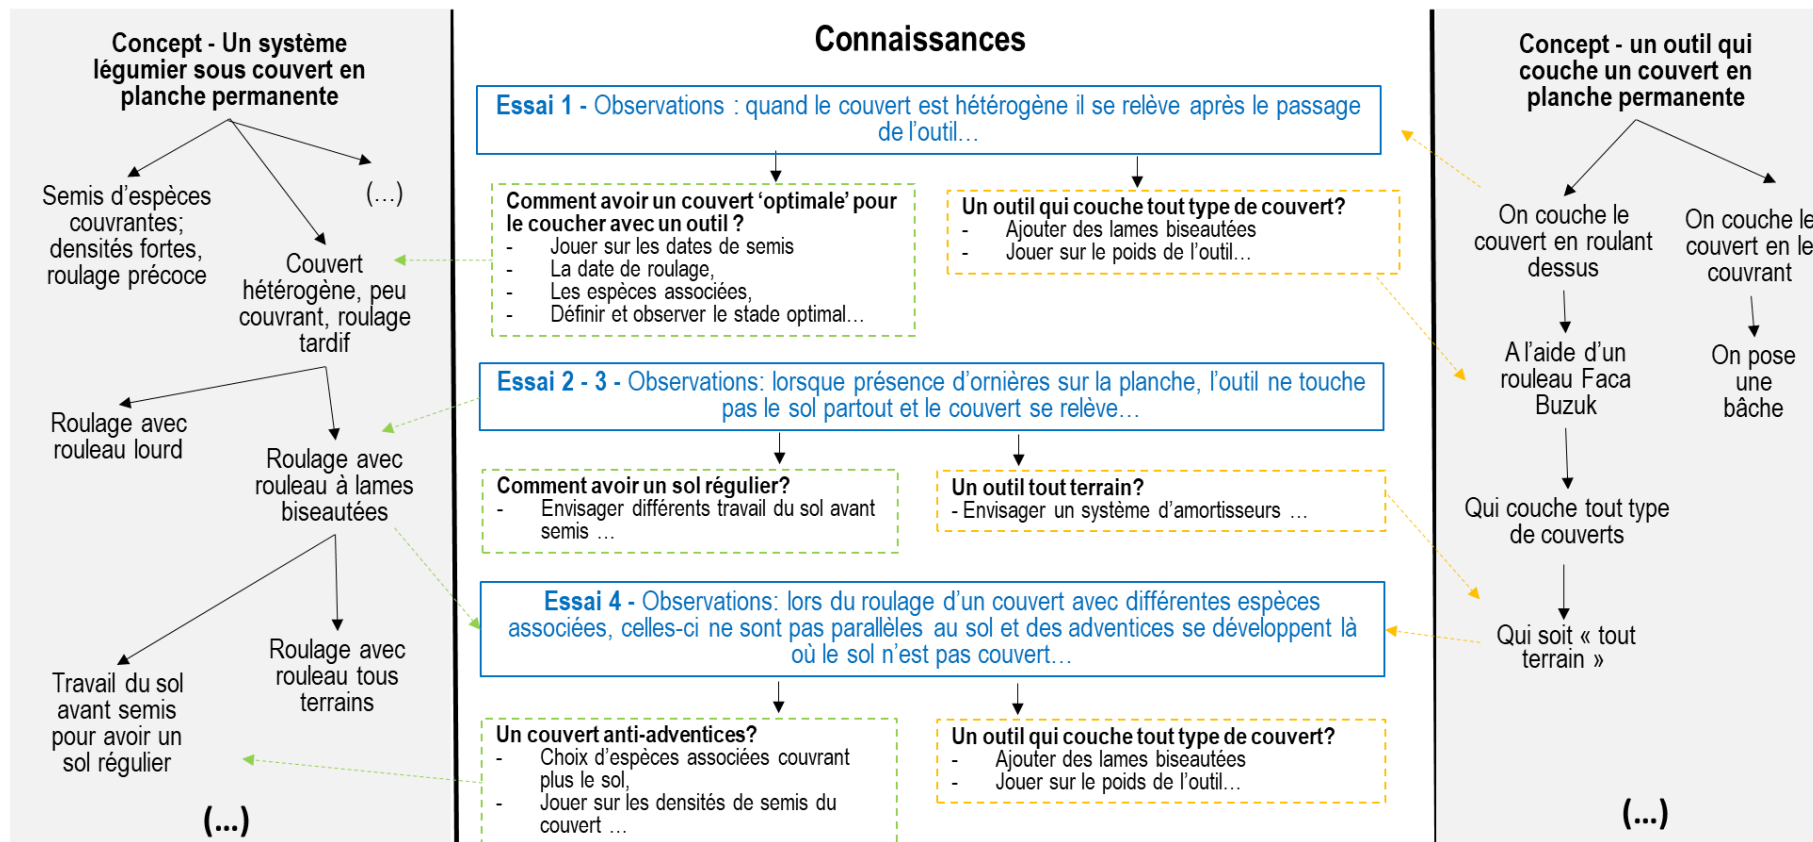 Concept - Un système
légumier sous couvert en
planche permanente
Semis d'espèces
couvrantes;
densités fortes,
roulage précoce
(…)
Couvert
hétérogène, peu
couvrant, roulage
tardif
Roulage avec
rouleau lourd
Roulage avec
rouleau à lames
biseautées
Travail du sol
avant semis
pour avoir un
sol régulier
Roulage avec
rouleau tous
terrains
(...)
Connaissances
Essai 1 - Observations : quand le couvert est hétérogène il se relève après le passage
de l'outil…
Comment avoir un couvert 'optimale' pour
le coucher avec un outil ?
- Jouer sur les dates de semis
- La date de roulage,
- Les espèces associées,
- Définir et observer le stade optimal…
Un outil qui couche tout type de couvert?
- Ajouter des lames biseautées
- Jouer sur le poids de l'outil…
Essai 2 - 3 - Observations: lorsque présence d'ornières sur la planche, l'outil ne touche
pas le sol partout et le couvert se relève…
Comment avoir un sol régulier?
- Envisager différents travail du sol avant
semis …
Un outil tout terrain?
- Envisager un système d'amortisseurs …
Essai 4 - Observations: lors du roulage d'un couvert avec différentes espèces
associées, celles-ci ne sont pas parallèles au sol et des adventices se développent là
où le sol n'est pas couvert…
Un couvert anti-adventices?
- Choix d'espèces associées couvrant
plus le sol,
- Jouer sur les densités de semis du
couvert …
Un outil qui couche tout type de couvert?
- Ajouter des lames biseautées
- Jouer sur le poids de l'outil…
Concept - un outil qui
couche un couvert en
planche permanente
On couche le
couvert en roulant
dessus
On couche le
couvert en le
couvrant
A l'aide d'un
rouleau Faca
Buzuk
On pose
une
bâche
Qui couche tout type
de couverts
Qui soit « tout
terrain »
(...)